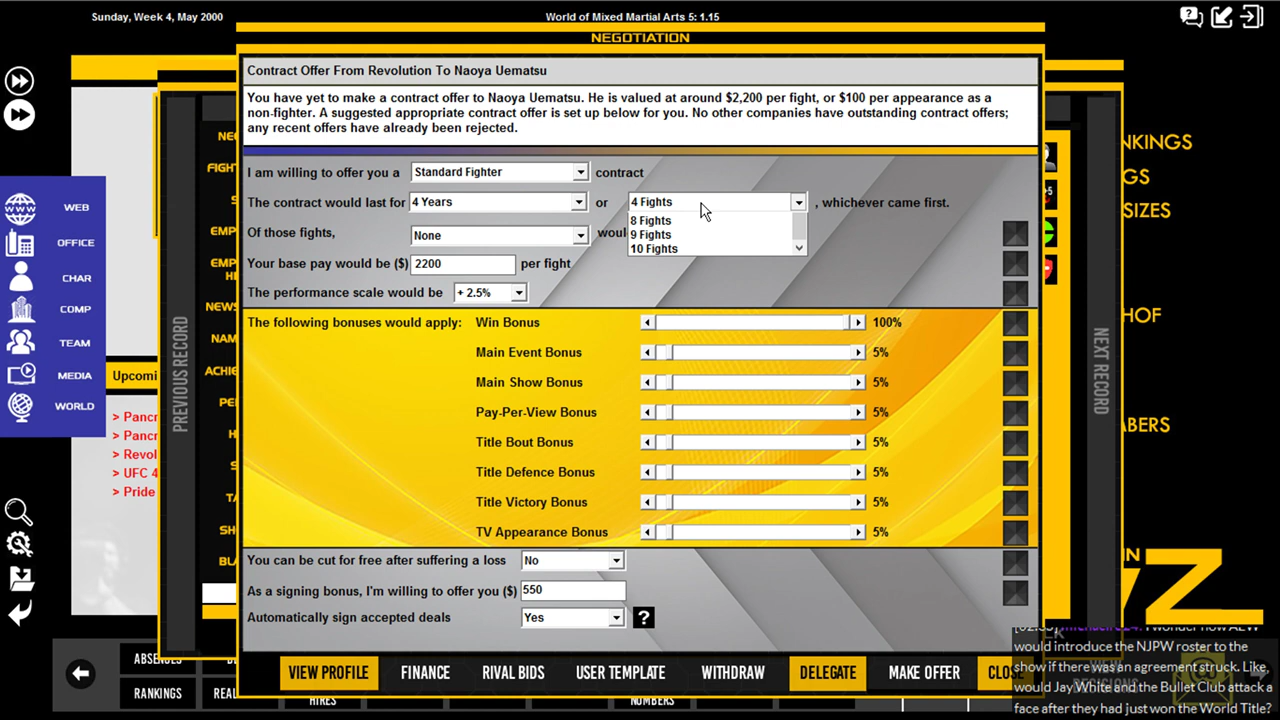 Sunday, Week 4, May 2000
World of Mixed Martial Arts 5: 1.15
NEGOTIATION
Contract Offer From Revolution To Naoya Uematsu
You have yet to make a contract offer to Naoya Uematsu. He is valued at around $2,200 per fight, or $100 per appearance as a
non-fighter. A suggested appropriate contract offer is set up below for you. No other companies have outstanding contract offers;
any recent offers have already been rejected.
I am willing to offer you a Standard Fighter contract
The contract would last for 4 Years or 4 Fights , whichever came first.
8 Fights
9 Fights
10 Fights
Of those fights, None
Your base pay would be ($) 2200 per fight
The performance scale would be + 2.5%
The following bonuses would apply: Win Bonus 100%
Main Event Bonus 5%
Main Show Bonus 5%
Pay-Per-View Bonus 5%
Title Bout Bonus 5%
Title Defence Bonus 5%
Title Victory Bonus 5%
TV Appearance Bonus 5%
You can be cut for free after suffering a loss No
As a signing bonus, I'm willing to offer you ($) 550
Automatically sign accepted deals Yes ?
VIEW PROFILE FINANCE RIVAL BIDS USER TEMPLATE WITHDRAW DELEGATE MAKE OFFER
WEB
OFFICE
CHAR
COMP
TEAM
MEDIA
WORLD
PREVIOUS RECORD
NEXT RECORD
Upcomi
> Pancr
> Pancr
> Revol
> UFC 4
> Pride
NKINGS
GS
SIZES
HOF
ABERS
RANKINGS
HIRES
NUMBERS
would introduce the NJPW roster to the
show if there was an agreement struck. Like,
would Jay White and the Bullet Club attack a
face after they had just won the World Title?